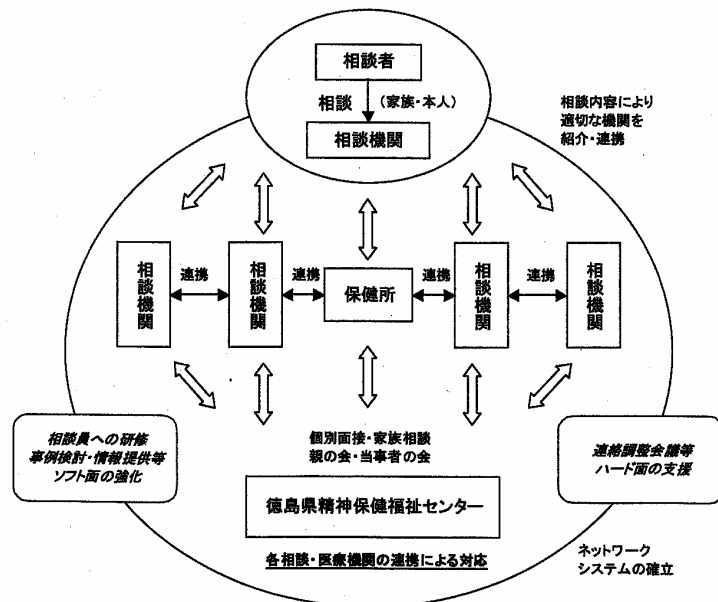 相談者
相談
(家族・本人)
相談機関
相談内容により
適切な機関を
紹介・連携
相談機関
連携
相談機関
連携
保健所
連携
相談機関
連携
相談機関
個別面接・家族相談
親の会・当事者の会
相談員への研修
事例検討・情報提供等
ソフト面の強化
連絡調整会議等
ハード面の支援
徳島県精神保健福祉センター
各相談・医療機関の連携による対応
ネットワーク
システムの確立